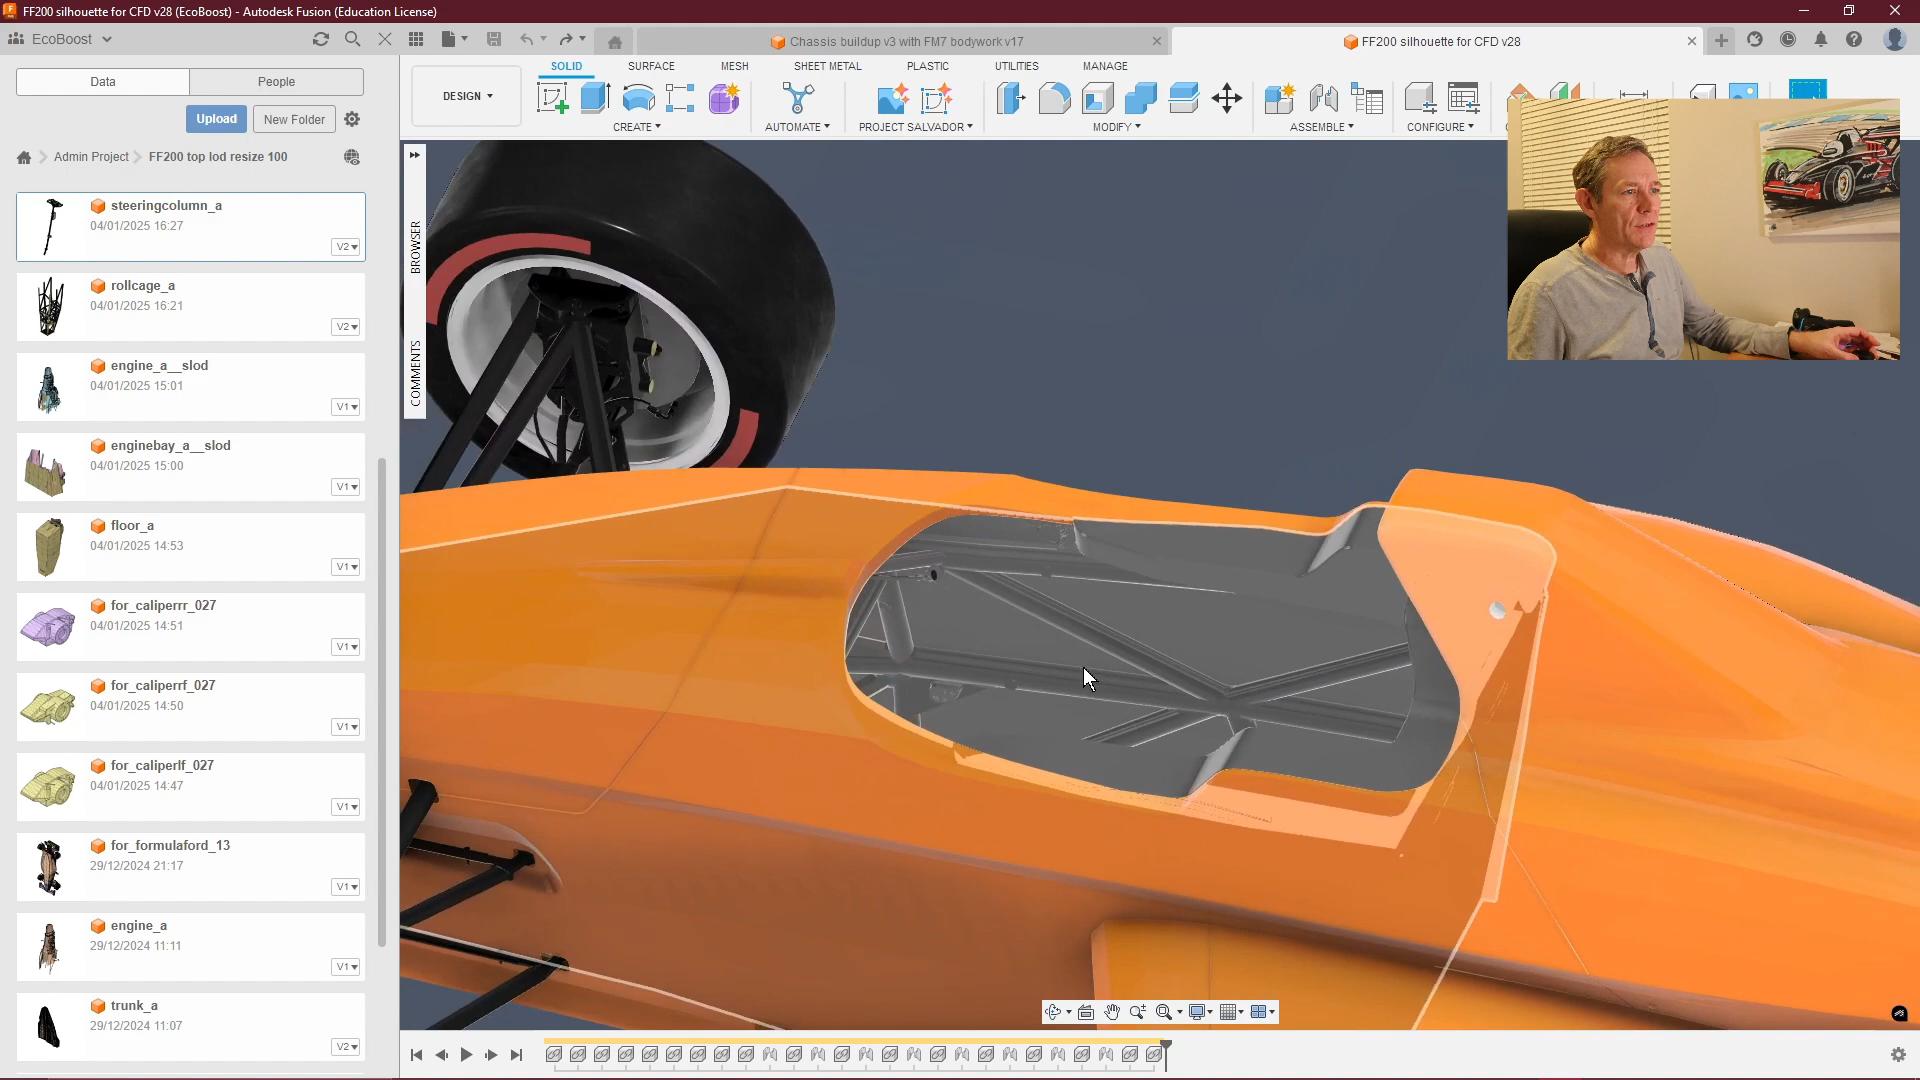 FF200 silhouette for CFD v28 (EcoBoost) - Autodesk Fusion (Education License)
EcoBoost
Chassis buildup v3 with FM7 bodywork v17
FF200 silhouette for CFD v28
Data
People
Upload
New Folder
Admin Project
FF200 top lod resize 100
DESIGN
SOLID
SURFACE
MESH
SHEET METAL
PLASTIC
UTILITIES
MANAGE
CREATE
AUTOMATE
PROJECT SALVADOR
MODIFY
ASSEMBLE
CONFIGURE
BROWSER
COMMENTS
steeringcolumn_a
04/01/2025 16:27
V2
rollcage_a
04/01/2025 16:21
V2
engine_a__slod
04/01/2025 15:01
V1
enginebay_a__slod
04/01/2025 15:00
V1
floor_a
04/01/2025 14:53
V1
for_caliperrr_027
04/01/2025 14:51
V1
for_caliperrf_027
04/01/2025 14:50
V1
for_caliperlf_027
04/01/2025 14:47
V1
for_formulaford_13
29/12/2024 21:17
V1
engine_a
29/12/2024 11:11
V1
trunk_a
29/12/2024 11:07
V2